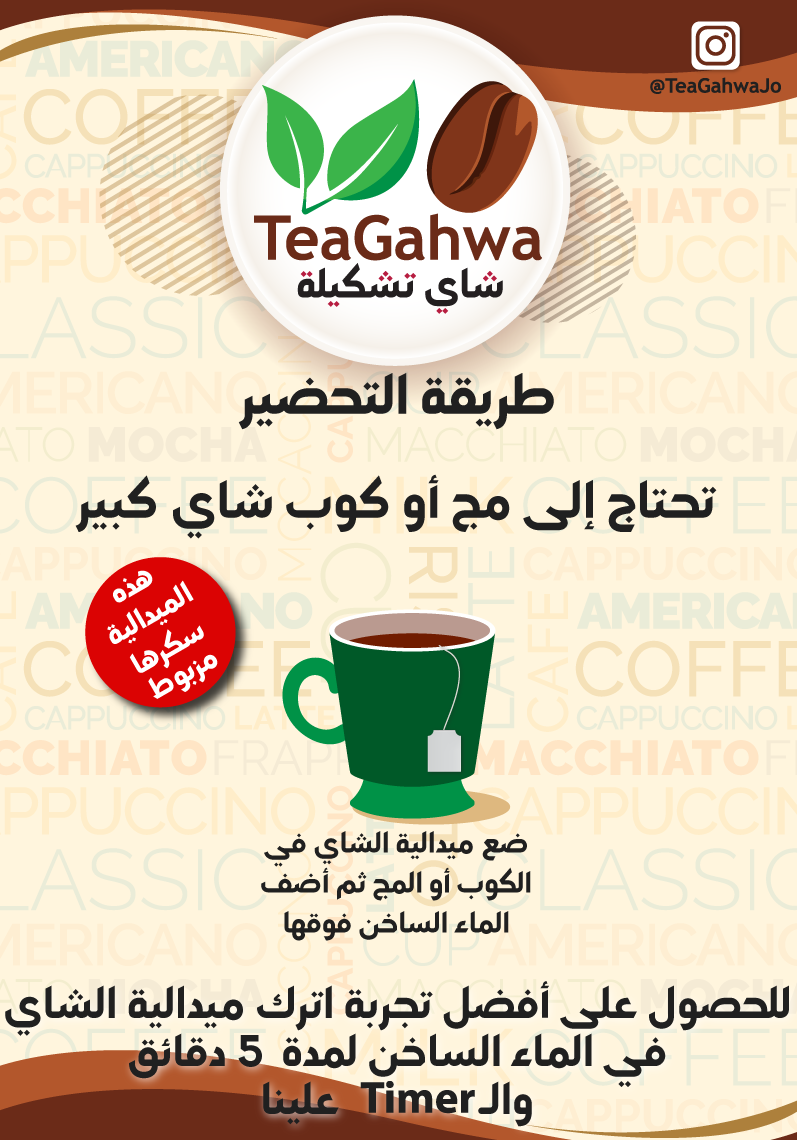 @TeaGahwaJo
TeaGahwa
شاي تشكيلة
طريقة التحضير
تحتاج إلى مج أو كوب شاي كبير
هذه
الميدالية
سكرها
مزبوط
ضع ميدالية الشاي في
الكوب أو المج ثم أضف
الماء الساخن فوقها
للحصول على أفضل تجربة اترك ميدالية الشاي
في الماء الساخن لمدة 5 دقائق
والـTimer علينا